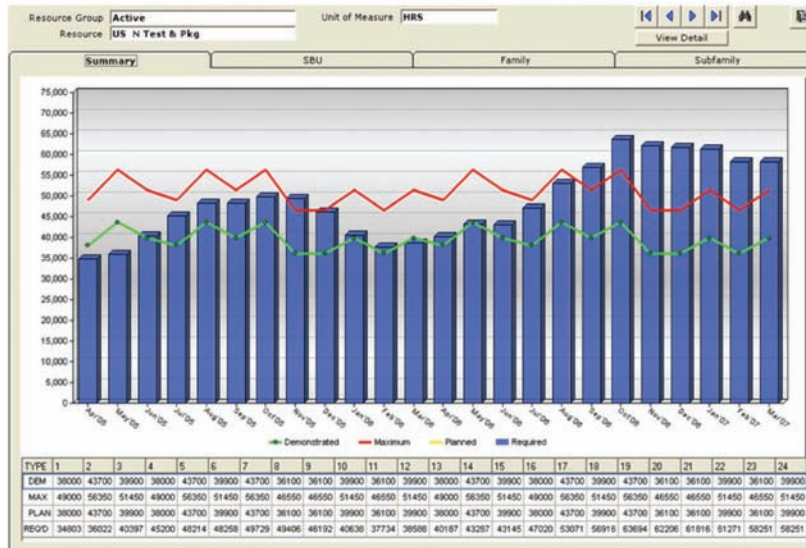 Resource Group Active Unit of Measure HRS
Resource US N Test & Pkg
View Detail
Summary SBU Family Subfamily
75,000
70,000
65,000
60,000
55,000
50,000
45,000
40,000
35,000
30,000
25,000
20,000
15,000
10,000
5,000
0
Apr'05 May'05 Jun'05 Jul'05 Aug'05 Sep'05 Oct'05 Nov'05 Dec'05 Jan'06 Feb'06 Mar'06 Apr'06 May'06 Jun'06 Jul'06 Aug'06 Sep'06 Oct'06 Nov'06 Dec'06 Jan'07 Feb'07 Mar'07
Demonstrated Maximum Planned Required
TYPE 1 2 3 4 5 6 7 8 9 10 11 12 13 14 15 16 17 18 19 20 21 22 23 24
DEM 38000 43700 39900 38000 43700 39900 43700 36100 36100 39900 36100 39900 38000 43700 39900 38000 43700 39900 43700 36100 36100 39900 36100 39900
MAX 49000 56350 51450 49000 56350 51450 56350 46550 46550 51450 46550 51450 49000 56350 51450 49000 56350 51450 56350 46550 46550 51450 46550 51450
PLAN 38000 43700 39900 38000 43700 39900 43700 36100 36100 39900 36100 39900 38000 43700 39900 38000 43700 39900 43700 36100 36100 39900 36100 39900
REQ'D 34803 36022 40397 45200 48214 48258 49729 49406 46192 40638 37734 38588 40187 43287 43145 47020 53071 56916 63694 62206 61816 61271 58251 58251